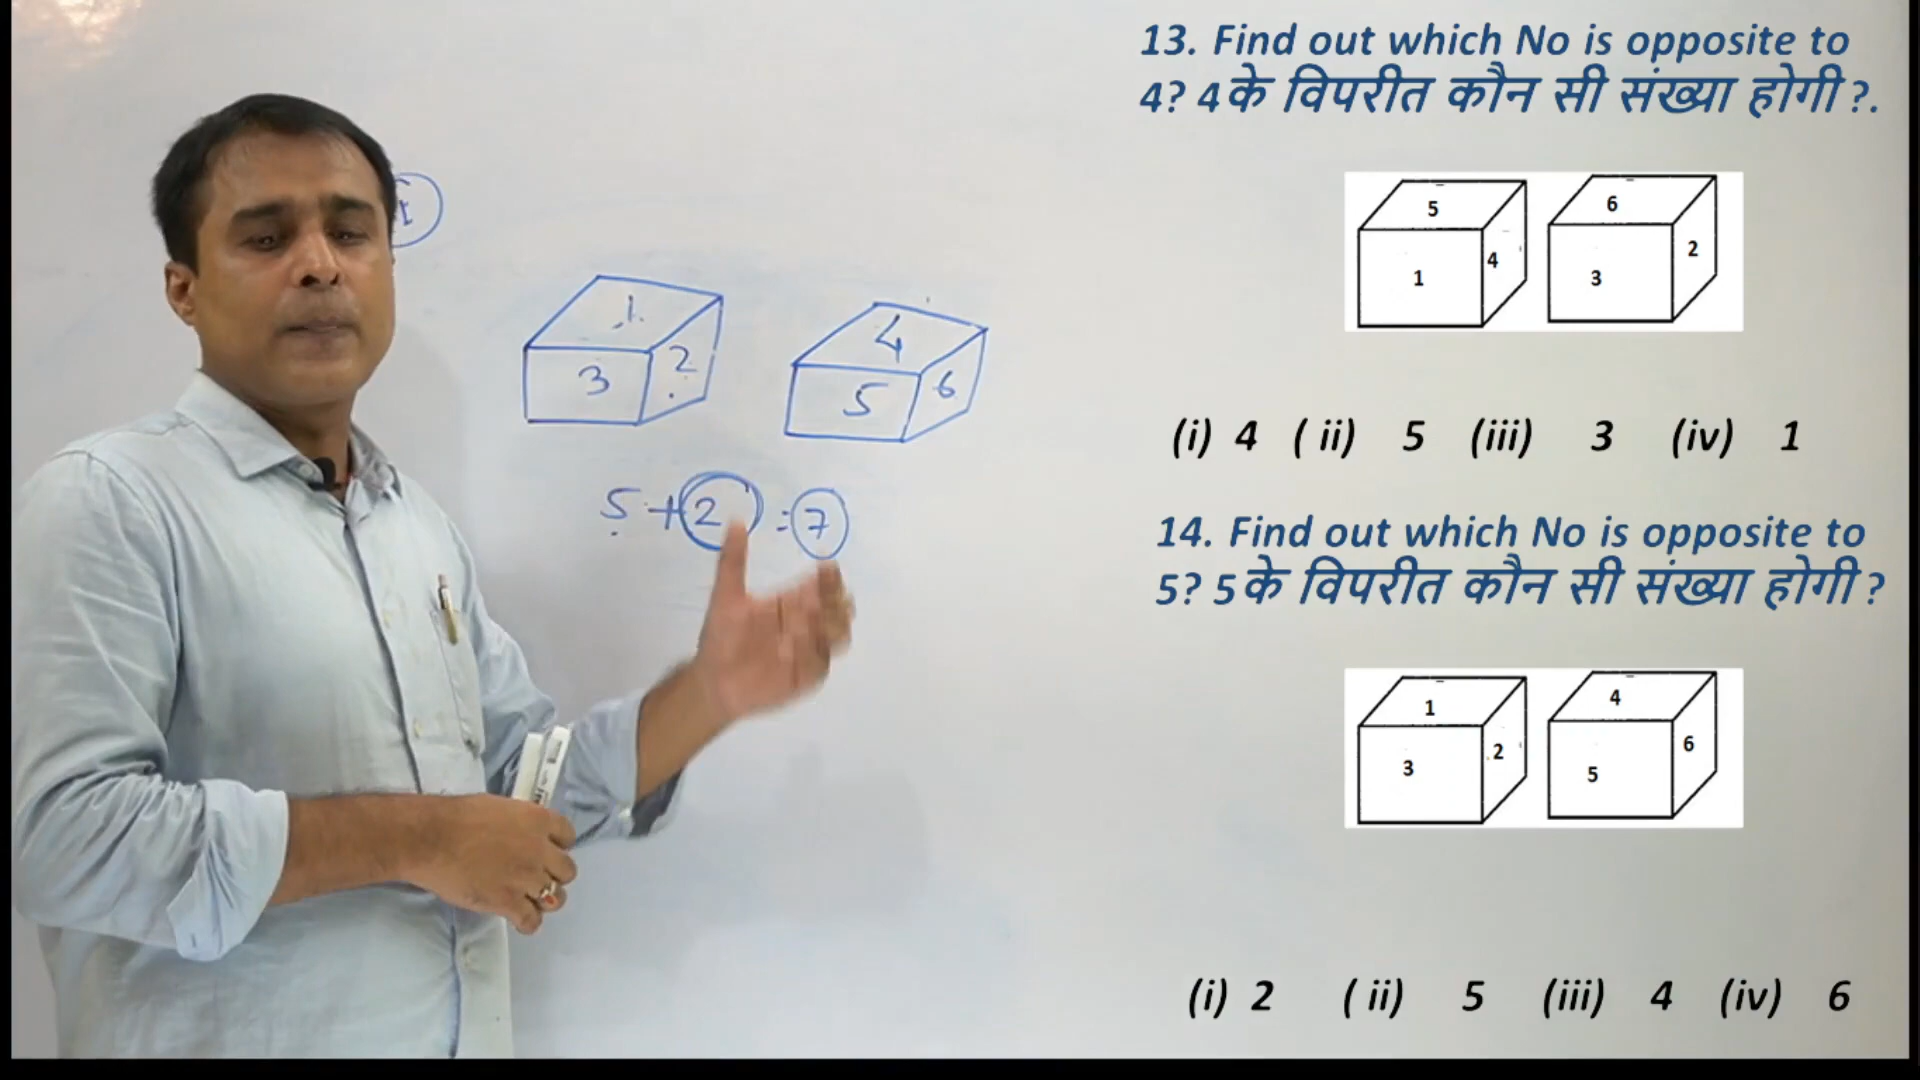 13. Find out which No is opposite to
4? 4के विपरीत कौन सी संख्या होगी?.
5
4
1
6
2
3
(i) 4 ( ii) 5 (iii) 3 (iv) 1
14. Find out which No is opposite to
5? 5के विपरीत कौन सी संख्या होगी?
1
2
3
4
6
5
(i) 2 ( ii) 5 (iii) 4 (iv) 6
1
3 2
4
5 6
5+2=7